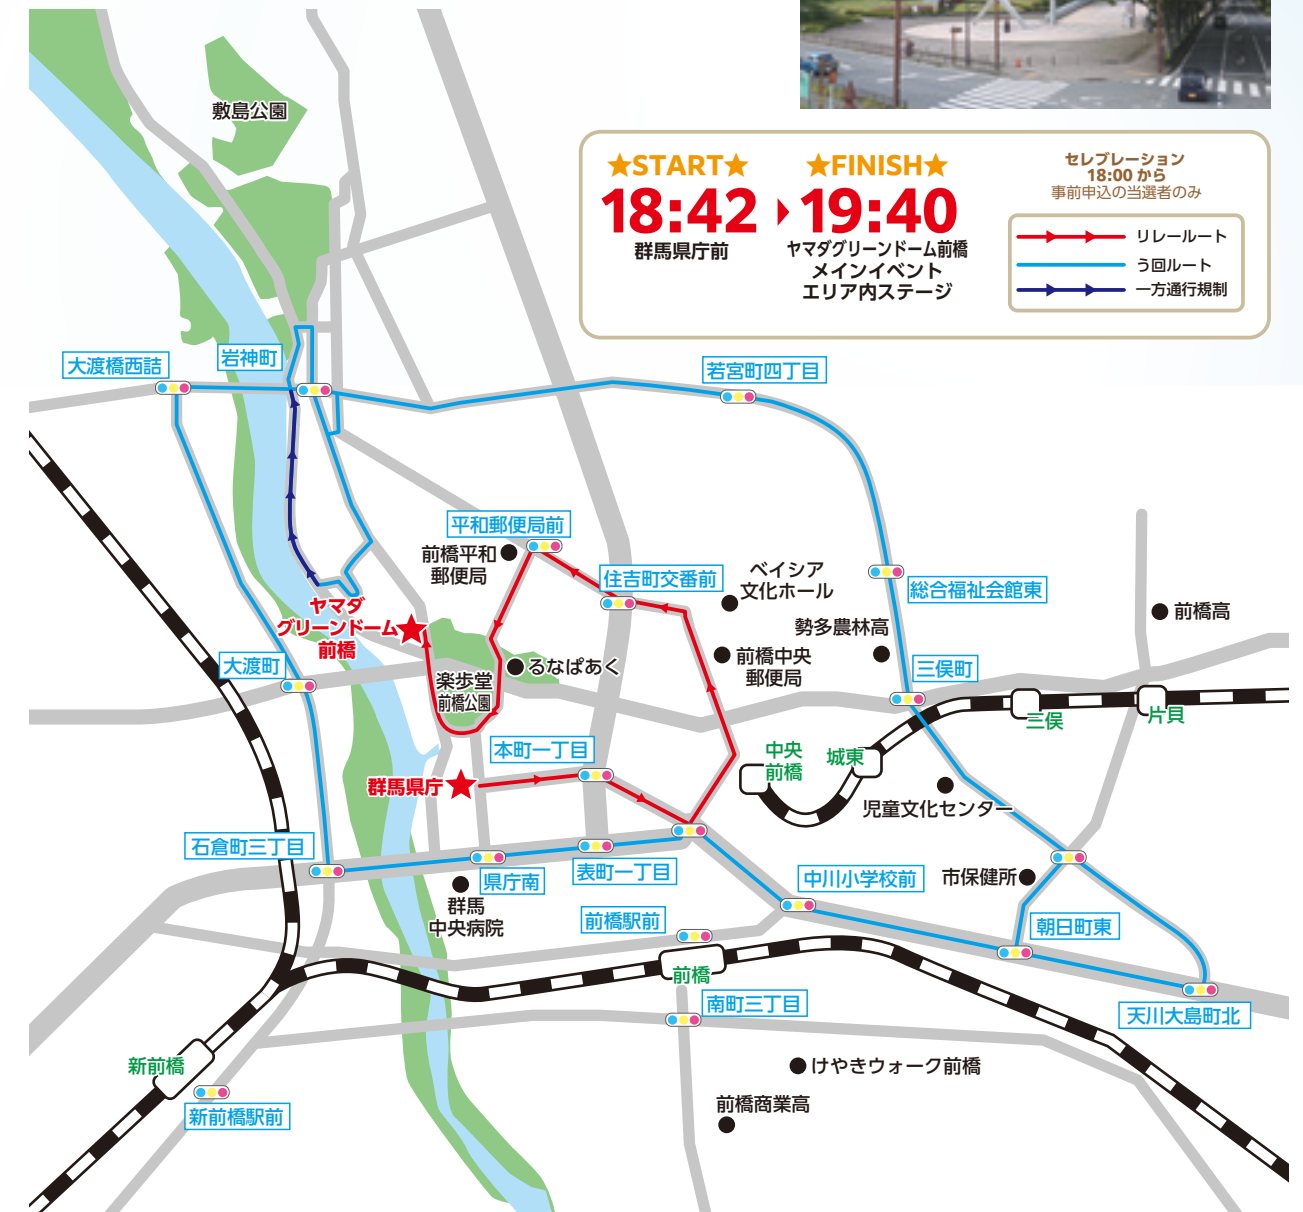 敷島公園
★START★
18:42
群馬県庁前
★FINISH★
19:40
ヤマダグリーンドーム前橋
メインイベント
エリア内ステージ
セレブレーション
18:00 から
事前申込の当選者のみ
リレールート
う回ルート
一方通行規制
大渡橋西詰
岩神町
若宮町四丁目
平和郵便局前
前橋平和
郵便局
住吉町交番前
ベイシア
文化ホール
総合福祉会館東
前橋高
勢多農林高
ヤマダ
グリーンドーム
前橋
大渡町
楽歩堂
前橋公園
るなぱあく
前橋中央
郵便局
三俣町
三俣
片貝
本町一丁目
中央
前橋
城東
群馬県庁
児童文化センター
石倉町三丁目
県庁南
表町一丁目
中川小学校前
市保健所
群馬
中央病院
前橋駅前
朝日町東
前橋
南町三丁目
天川大島町北
新前橋
けやきウォーク前橋
新前橋駅前
前橋商業高